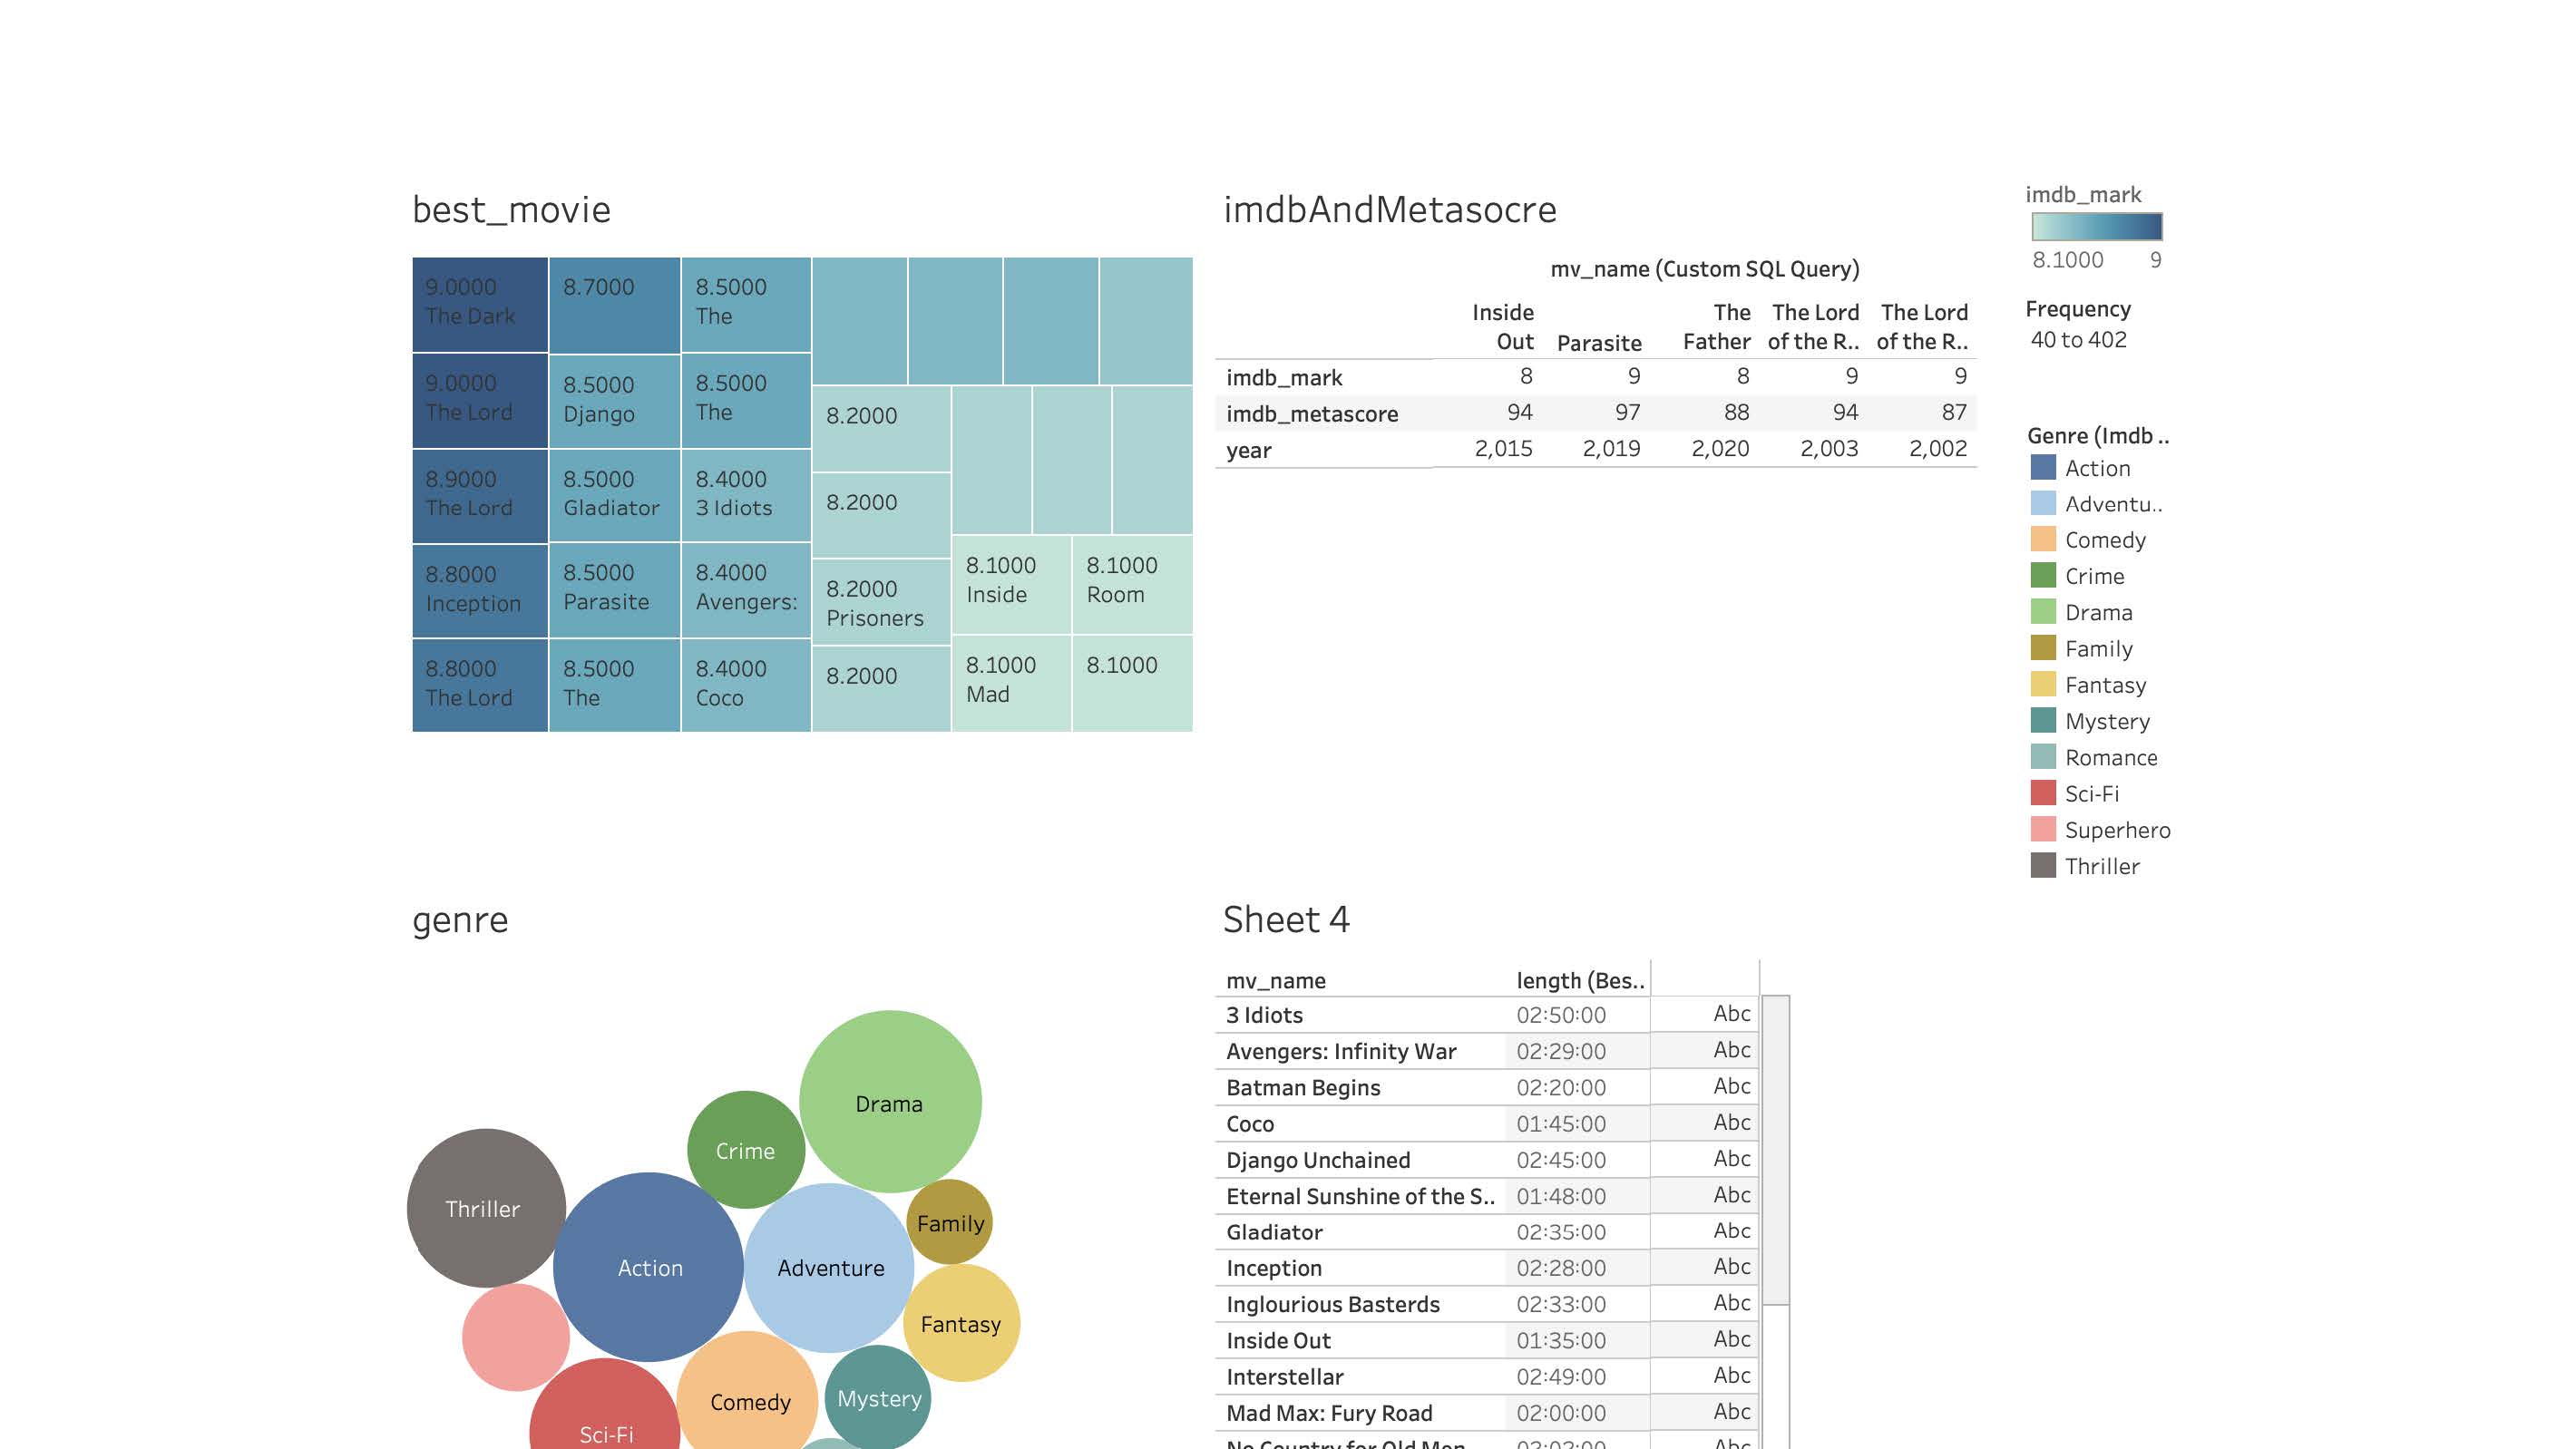 best_movie
9.0000
The Dark
9.0000
The Lord
8.9000
The Lord
8.8000
Inception
8.8000
The Lord
8.7000
8.5000
Django
8.5000
Gladiator
8.5000
Parasite
8.5000
The
8.5000
The
8.5000
The
8.4000
3 Idiots
8.4000
Avengers:
8.4000
Coco
8.2000
8.2000
8.2000
Prisoners
8.2000
8.1000
Inside
8.1000
Room
8.1000
Mad
8.1000
imdbAndMetasocre
mv_name (Custom SQL Query)
Inside Out
Parasite
The Father
The Lord of the R..
The Lord of the R..
imdb_mark 8 9 8 9 9
imdb_metascore 94 97 88 94 87
year 2,015 2,019 2,020 2,003 2,002
imdb_mark
8.1000 9
Frequency
40 to 402
Genre (Imdb ..
Action
Adventu..
Comedy
Crime
Drama
Family
Fantasy
Mystery
Romance
Sci-Fi
Superhero
Thriller
genre
Drama
Crime
Thriller
Family
Action
Adventure
Fantasy
Comedy
Mystery
Sci-Fi
Sheet 4
mv_name length (Bes..
3 Idiots 02:50:00 Abc
Avengers: Infinity War 02:29:00 Abc
Batman Begins 02:20:00 Abc
Coco 01:45:00 Abc
Django Unchained 02:45:00 Abc
Eternal Sunshine of the S.. 01:48:00 Abc
Gladiator 02:35:00 Abc
Inception 02:28:00 Abc
Inglourious Basterds 02:33:00 Abc
Inside Out 01:35:00 Abc
Interstellar 02:49:00 Abc
Mad Max: Fury Road 02:00:00 Abc
No Country for Old Men 02:02:00 Abc